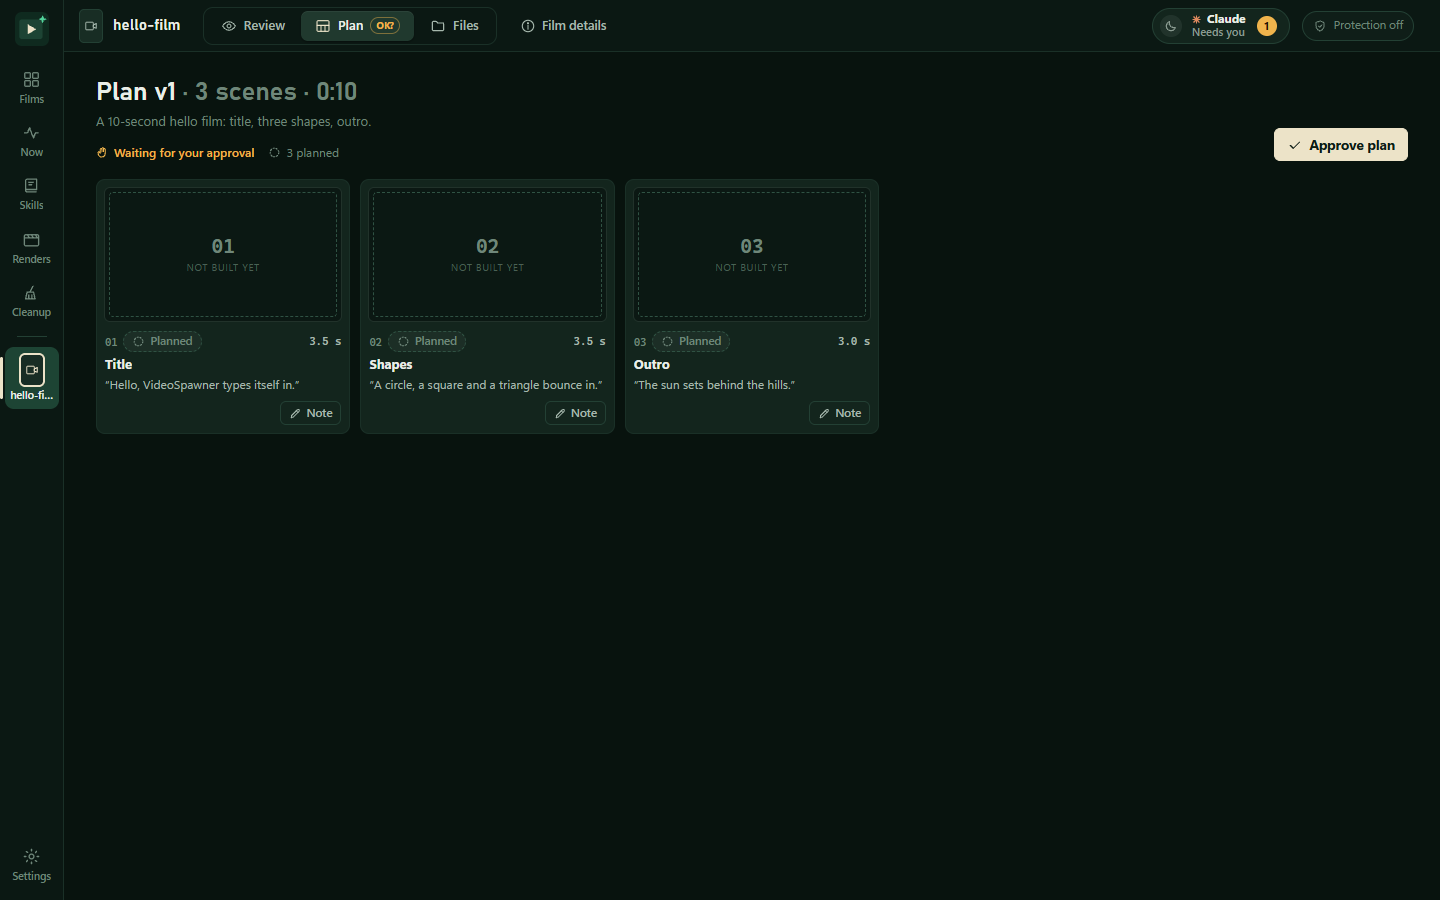 hello-film
Review
Plan OK?
Files
Film details
Claude
Needs you
1
Protection off
Films
Now
Skills
Renders
Cleanup
hello-fi...
Settings
Plan v1 · 3 scenes · 0:10
A 10-second hello film: title, three shapes, outro.
Waiting for your approval
3 planned
Approve plan
01
NOT BUILT YET
01 Planned 3.5 s
Title
“Hello, VideoSpawner types itself in.”
Note
02
NOT BUILT YET
02 Planned 3.5 s
Shapes
“A circle, a square and a triangle bounce in.”
Note
03
NOT BUILT YET
03 Planned 3.0 s
Outro
“The sun sets behind the hills.”
Note